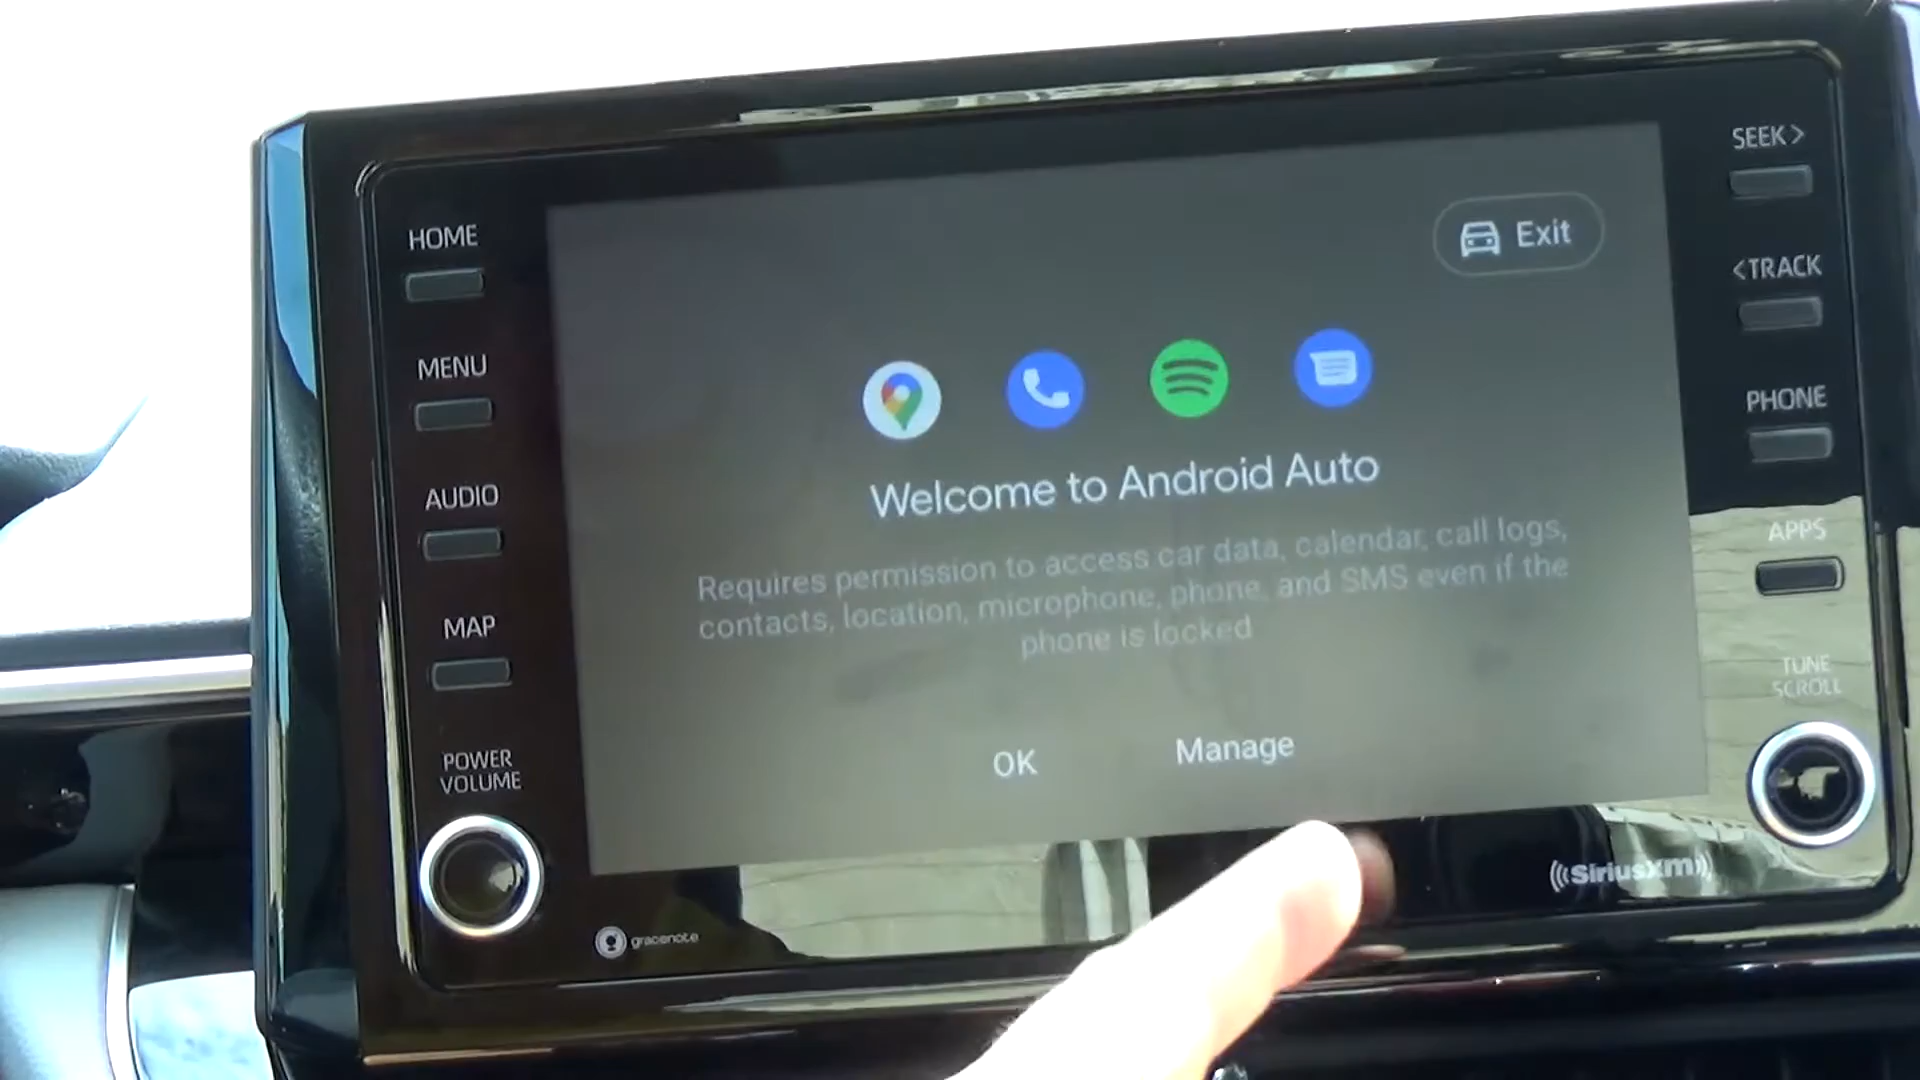 HOME
MENU
AUDIO
MAP
POWER
VOLUME
Exit
Welcome to Android Auto
Requires permission to access car data, calendar, call logs,
contacts, location, microphone, phone, and SMS even if the
phone is locked
OK
Manage
SEEK>
<TRACK
PHONE
APPS
TUNE
SCROLL
gracenote
((SiriusXM))